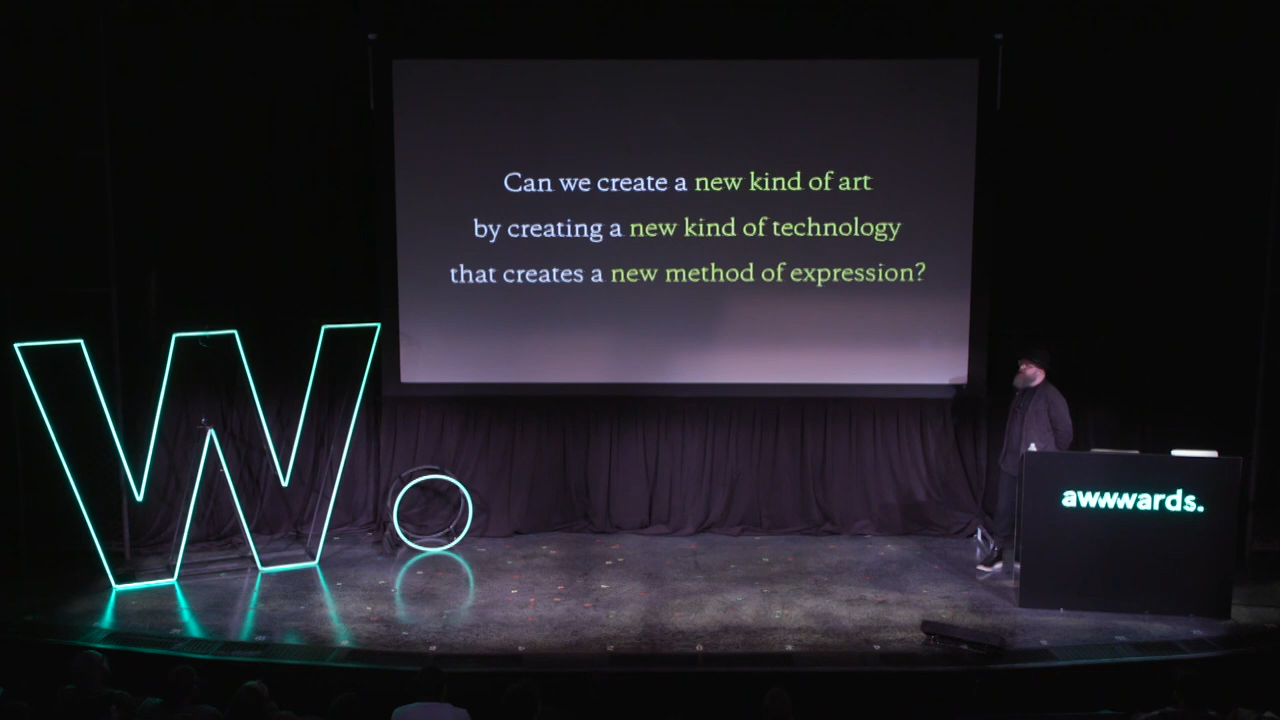 Can we create a new kind of art
by creating a new kind of technology
that creates a new method of expression?
W.
awwwards.